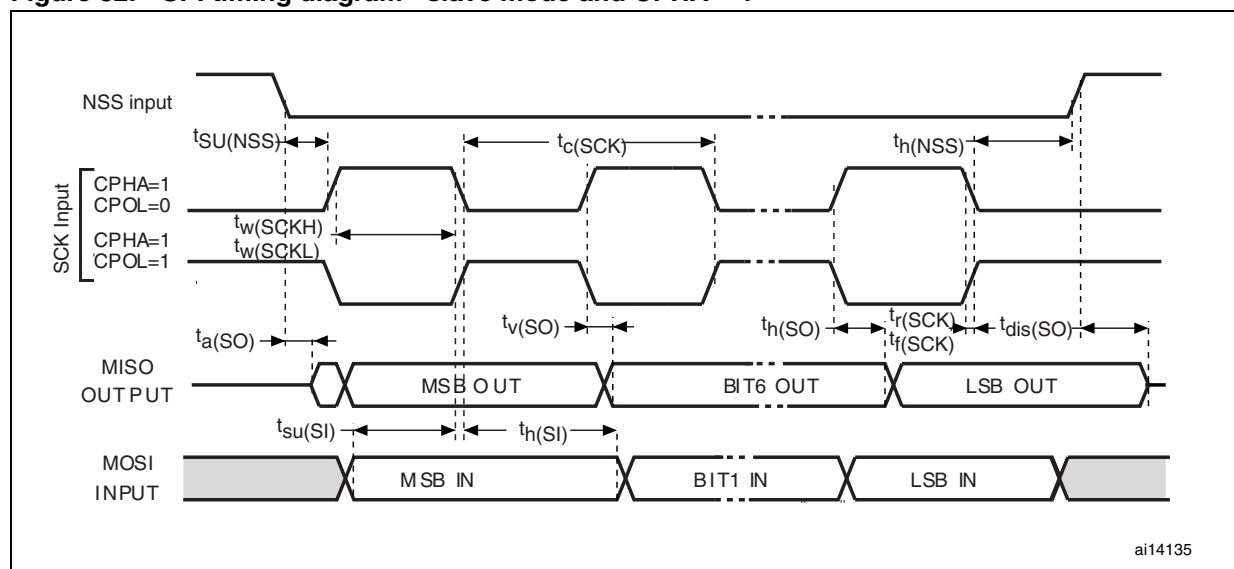 NSS input
tSU(NSS)
tc(SCK)
th(NSS)
SCK Input
CPHA=1
CPOL=0
tw(SCKH)
tw(SCKL)
CPHA=1
CPOL=1
ta(SO)
tv(SO)
th(SO)
tr(SCK)
tf(SCK)
tdis(SO)
MISO
OUTPUT
MSB OUT
BIT6 OUT
LSB OUT
tsu(SI)
th(SI)
MOSI
INPUT
MSB IN
BIT1 IN
LSB IN
ai14135